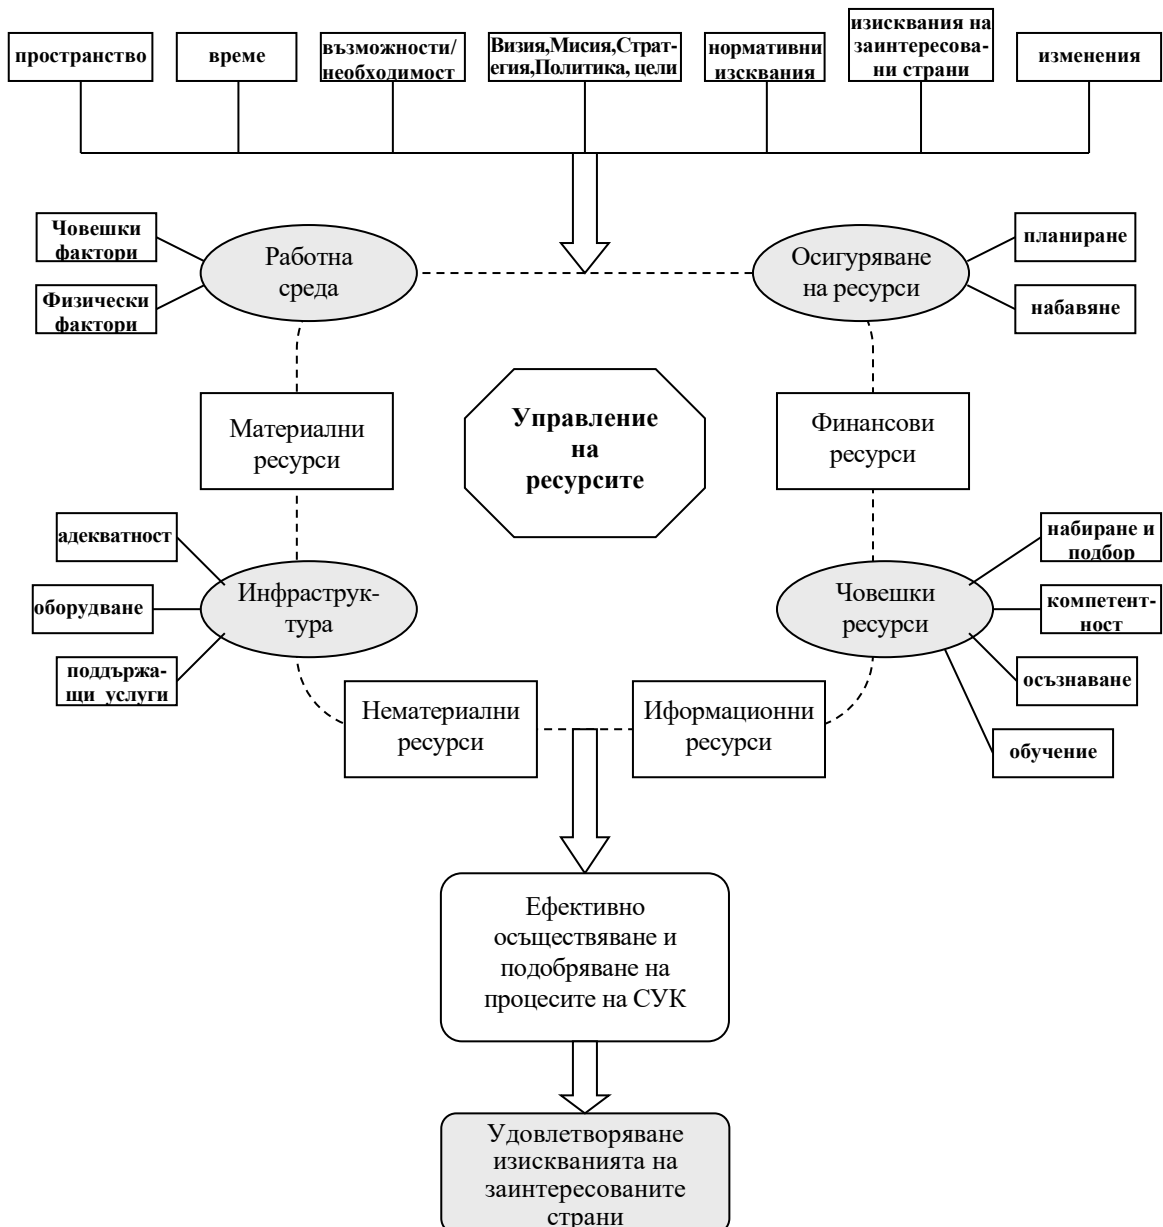 пространство
време
възможности/
необходимост
Визия,Мисия,Страт-
егия,Политика, цели
нормативни
изсквания
изисквания на
заинтересова-
ни страни
изменения
Човешки
фактори
Физически
фактори
Работна
среда
Осигуряване
на ресурси
планиране
набавяне
Материални
ресурси
Управление
на
ресурсите
Финансови
ресурси
адекватност
оборудване
поддържа-
щи услуги
Инфраструк-
тура
Човешки
ресурси
набиране и
подбор
компетент-
ност
осъзнаване
обучение
Нематериални
ресурси
Иформационни
ресурси
Ефективно
осъществяване и
подобряване на
процесите на СУК
Удовлетворяване
изискванията на
заинтересованите
страни